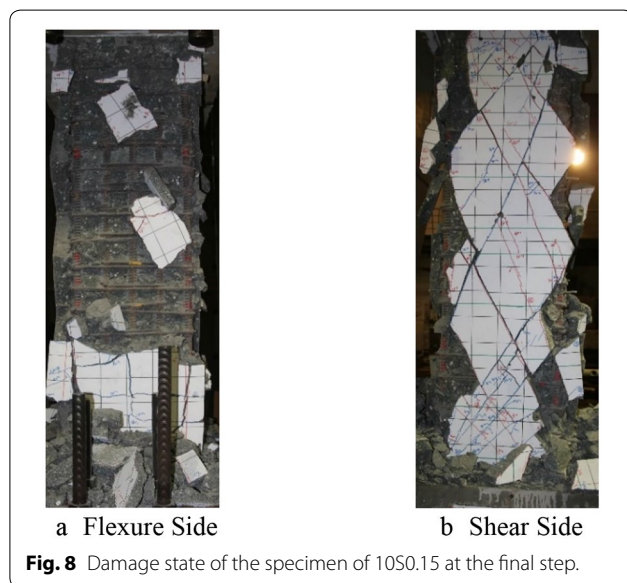 a Flexure Side
b Shear Side
Fig. 8 Damage state of the specimen of 10S0.15 at the final step.